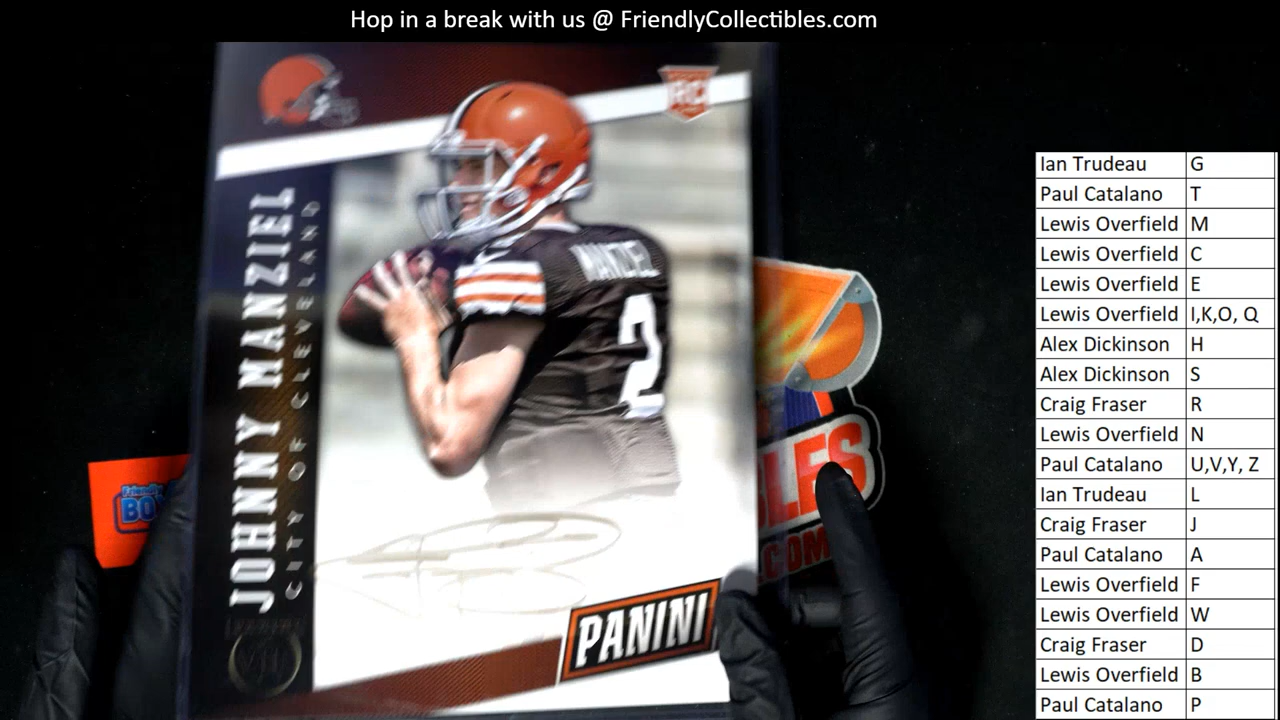 Hop in a break with us @ FriendlyCollectibles.com
RC
JOHNNY MANZIEL
CITY OF CLEVELAND
MANZIEL
2
PANINI
BLES
.COM
Ian Trudeau G
Paul Catalano T
Lewis Overfield M
Lewis Overfield C
Lewis Overfield E
Lewis Overfield I,K,O, Q
Alex Dickinson H
Alex Dickinson S
Craig Fraser R
Lewis Overfield N
Paul Catalano U,V,Y, Z
Ian Trudeau L
Craig Fraser J
Paul Catalano A
Lewis Overfield F
Lewis Overfield W
Craig Fraser D
Lewis Overfield B
Paul Catalano P